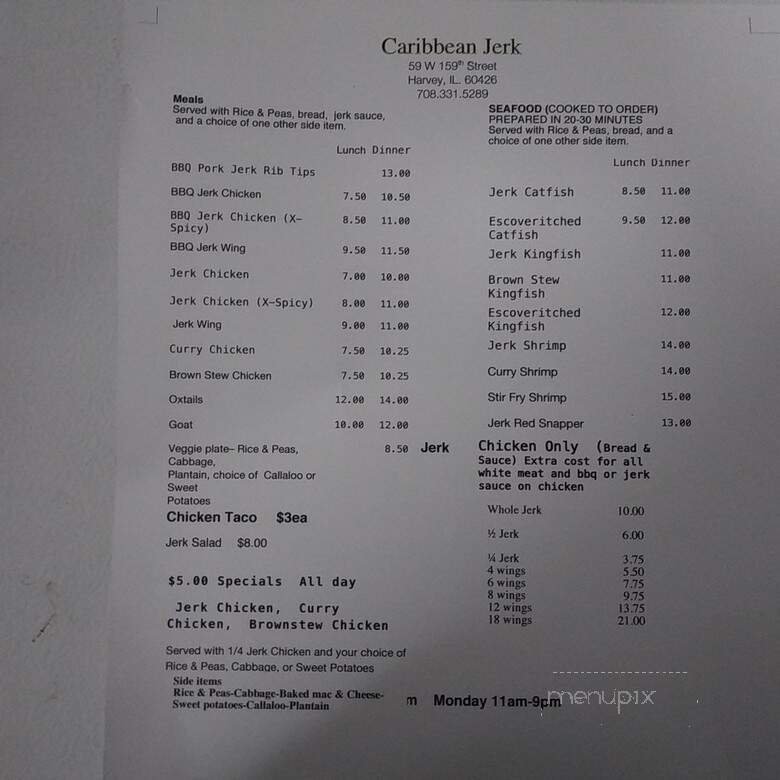 Caribbean Jerk
59 W 159th Street
Harvey, IL. 60426
708.331.5289
Meals
Served with Rice & Peas, bread, jerk sauce,
and a choice of one other side item.
Lunch Dinner
BBQ Pork Jerk Rib Tips 13.00
BBQ Jerk Chicken 7.50 10.50
BBQ Jerk Chicken (X-
Spicy) 8.50 11.00
BBQ Jerk Wing 9.50 11.50
Jerk Chicken 7.00 10.00
Jerk Chicken (X-Spicy) 8.00 11.00
Jerk Wing 9.00 11.00
Curry Chicken 7.50 10.25
Brown Stew Chicken 7.50 10.25
Oxtails 12.00 14.00
Goat 10.00 12.00
Veggie plate- Rice & Peas, 8.50
Cabbage,
Plantain, choice of Callaloo or
Sweet
Potatoes
Chicken Taco $3ea
Jerk Salad $8.00
$5.00 Specials All day
Jerk Chicken, Curry
Chicken, Brownstew Chicken
Served with 1/4 Jerk Chicken and your choice of
Rice & Peas, Cabbage, or Sweet Potatoes
Side items
Rice & Peas-Cabbage-Baked mac & Cheese-
Sweet potatoes-Callaloo-Plantain
SEAFOOD (COOKED TO ORDER)
PREPARED IN 20-30 MINUTES
Served with Rice & Peas, bread, and a
choice of one other side item.
Lunch Dinner
Jerk Catfish 8.50 11.00
Escoveritched 9.50 12.00
Catfish
Jerk Kingfish 11.00
Brown Stew 11.00
Kingfish
Escoveritched 12.00
Kingfish
Jerk Shrimp 14.00
Curry Shrimp 14.00
Stir Fry Shrimp 15.00
Jerk Red Snapper 13.00
Jerk Chicken Only (Bread &
Sauce) Extra cost for all
white meat and bbq or jerk
sauce on chicken
Whole Jerk 10.00
½ Jerk 6.00
¼ Jerk 3.75
4 wings 5.50
6 wings 7.75
8 wings 9.75
12 wings 13.75
18 wings 21.00
m Monday 11am-9pm
menupix